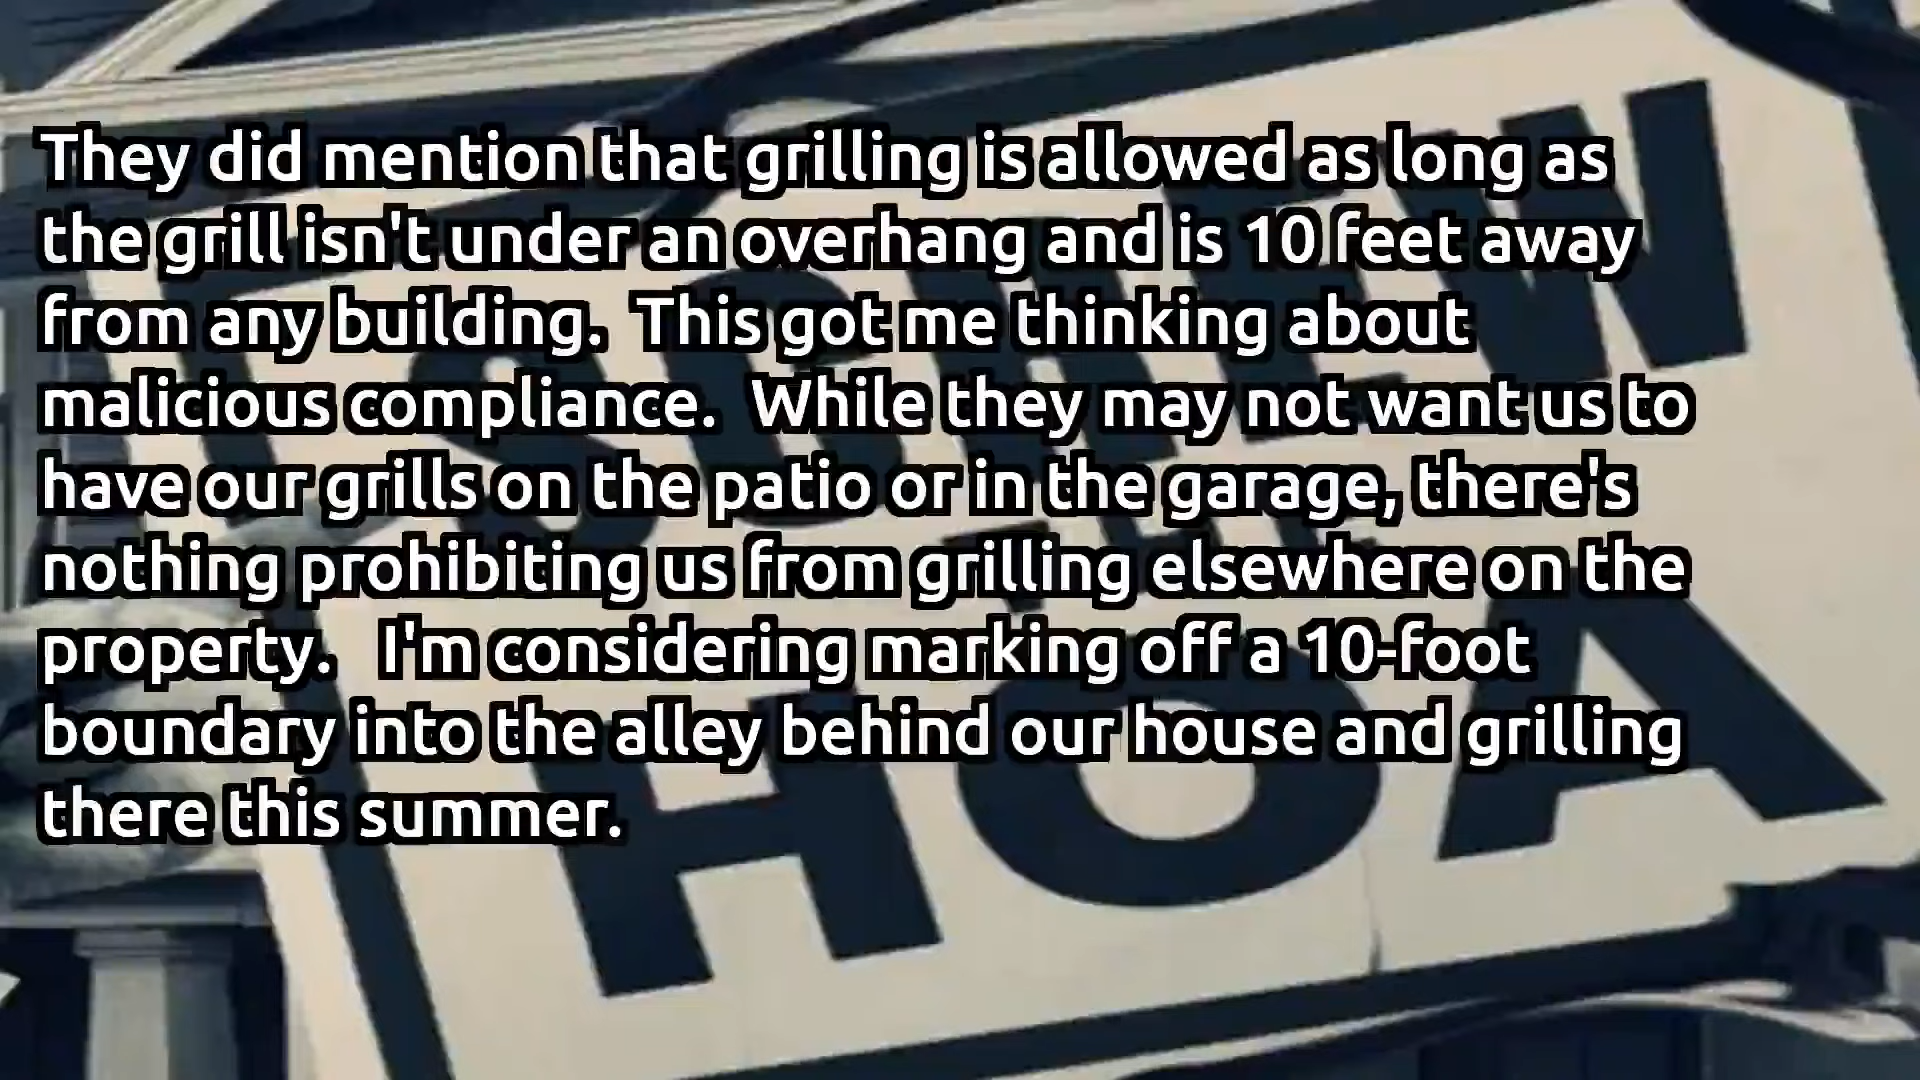 They did mention that grilling is allowed as long as
the grill isn't under an overhang and is 10 feet away
from any building. This got me thinking about
malicious compliance. While they may not want us to
have our grills on the patio or in the garage, there's
nothing prohibiting us from grilling elsewhere on the
property. I'm considering marking off a 10-foot
boundary into the alley behind our house and grilling
there this summer.
SCREW
THE
HOA